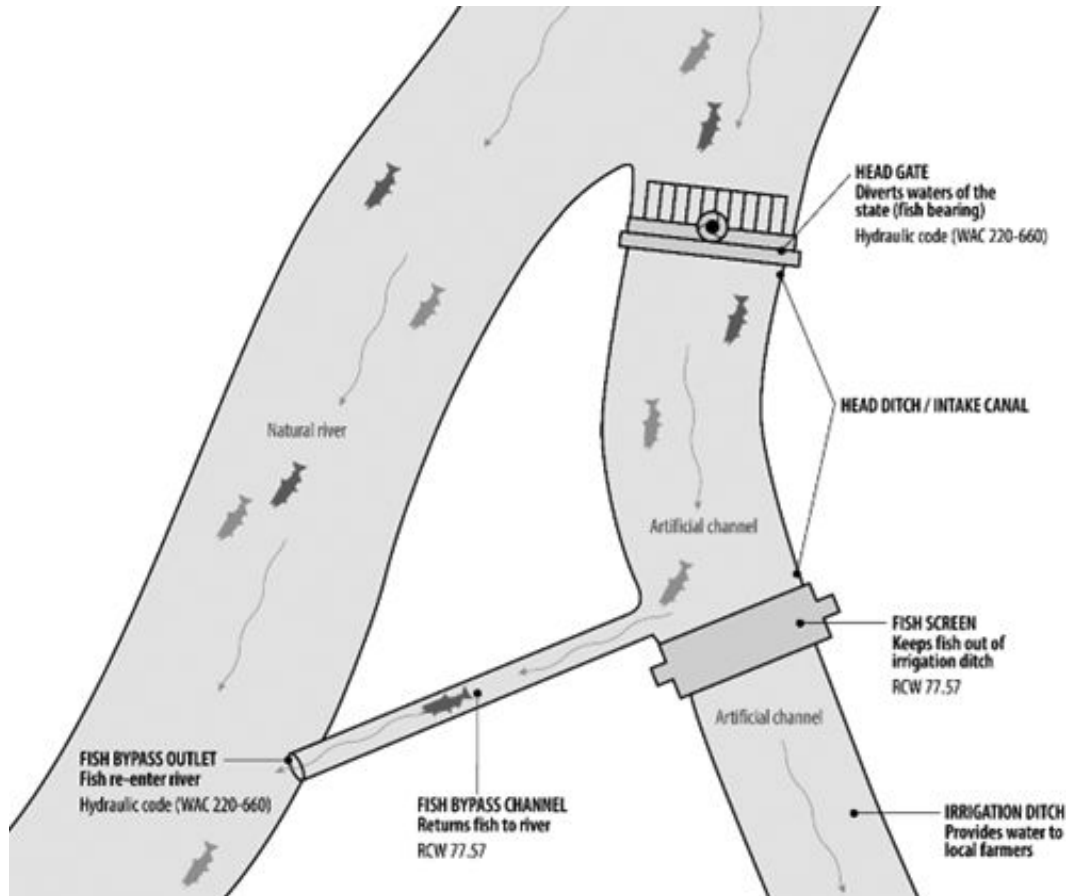 HEAD GATE
Diverts waters of the
state (fish bearing)
Hydraulic code (WAC 220-660)
HEAD DITCH / INTAKE CANAL
Natural river
Artificial channel
FISH SCREEN
Keeps fish out of
irrigation ditch
RCW 77.57
Artificial channel
FISH BYPASS OUTLET
Fish re-enter river
Hydraulic code (WAC 220-660)
FISH BYPASS CHANNEL
Returns fish to river
RCW 77.57
IRRIGATION DITCH
Provides water to
local farmers